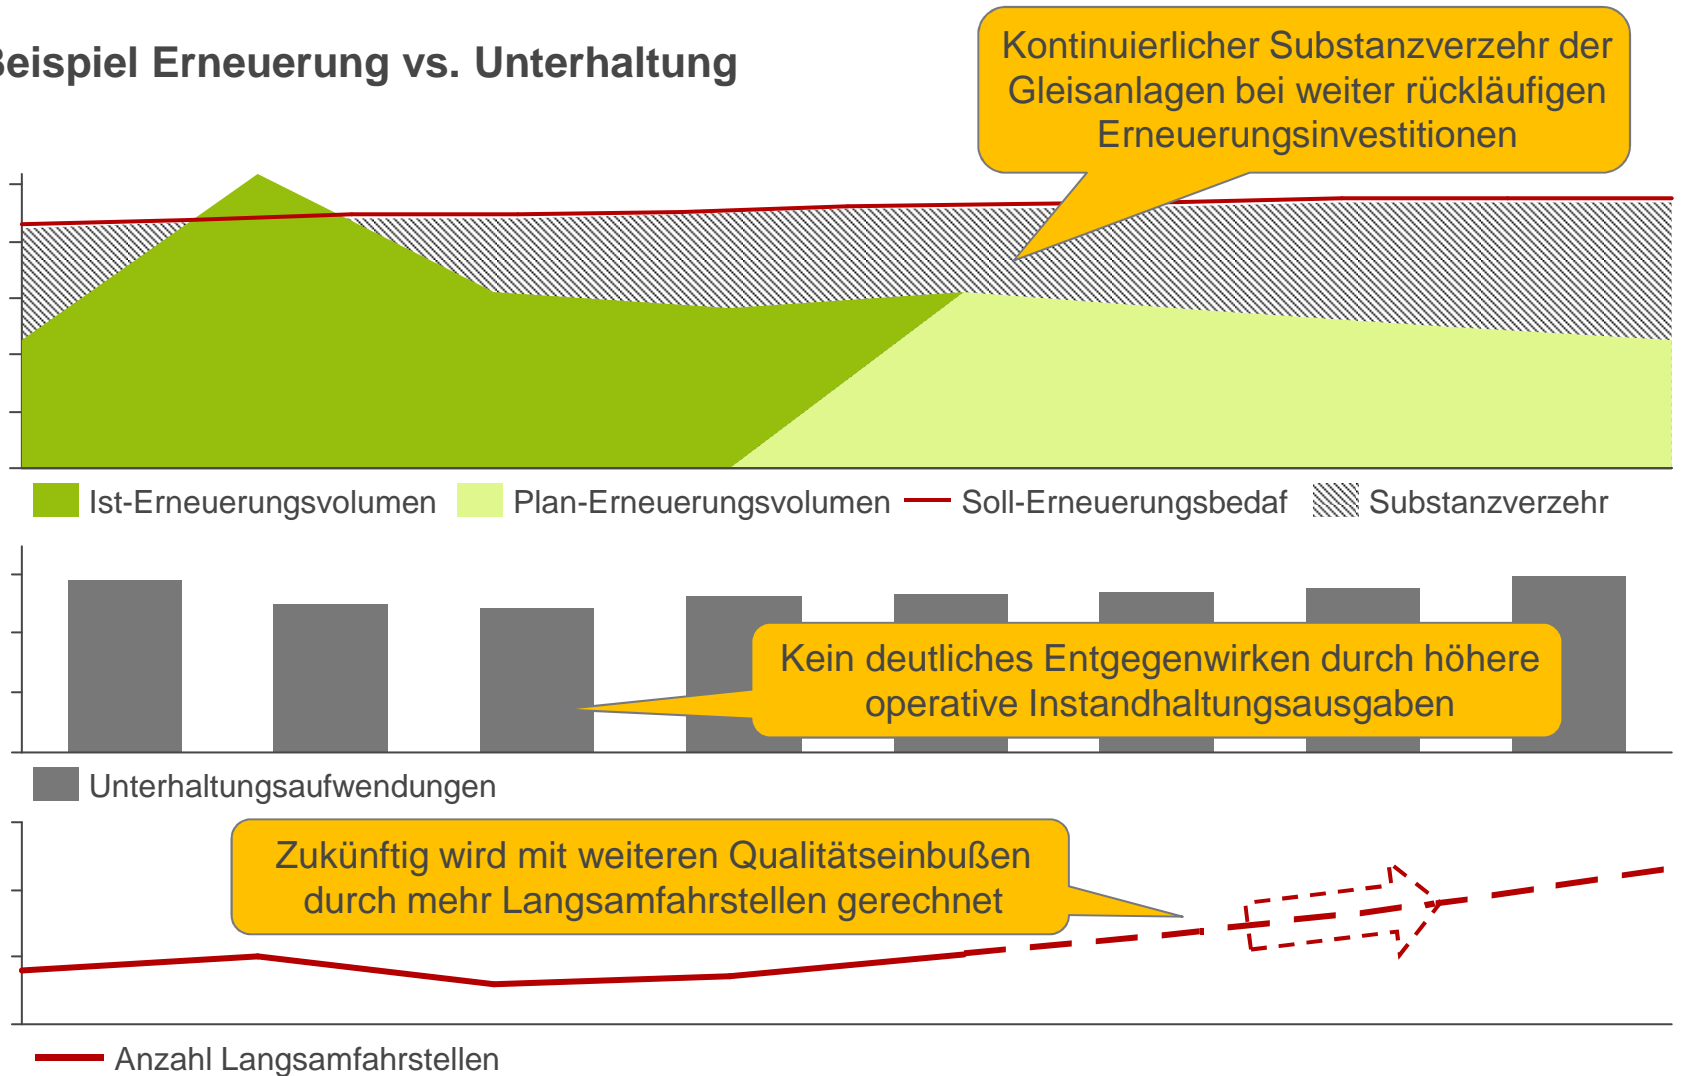 Beispiel Erneuerung vs. Unterhaltung
Kontinuierlicher Substanzverzehr der
Gleisanlagen bei weiter rückläufigen
Erneuerungsinvestitionen
Ist-Erneuerungsvolumen Plan-Erneuerungsvolumen Soll-Erneuerungsbedaf Substanzverzehr
Kein deutliches Entgegenwirken durch höhere
operative Instandhaltungsausgaben
Unterhaltungsaufwendungen
Zukünftig wird mit weiteren Qualitätseinbußen
durch mehr Langsamfahrstellen gerechnet
Anzahl Langsamfahrstellen